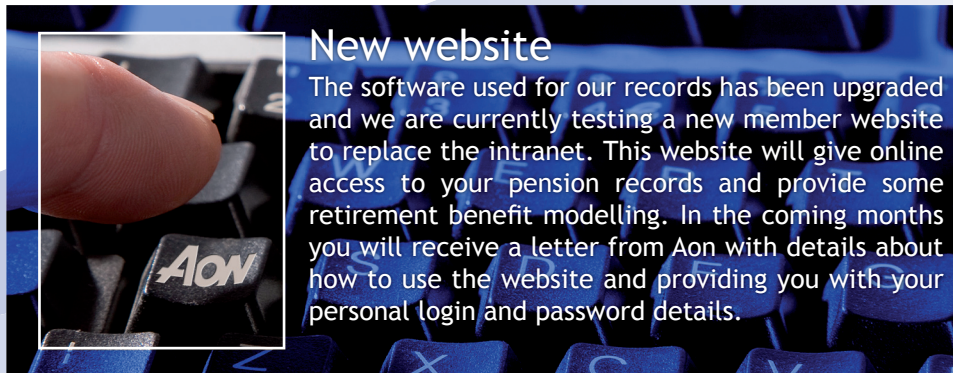 New website
The software used for our records has been upgraded
and we are currently testing a new member website
to replace the intranet. This website will give online
access to your pension records and provide some
retirement benefit modelling. In the coming months
you will receive a letter from Aon with details about
how to use the website and providing you with your
personal login and password details.
AON
Z X C V